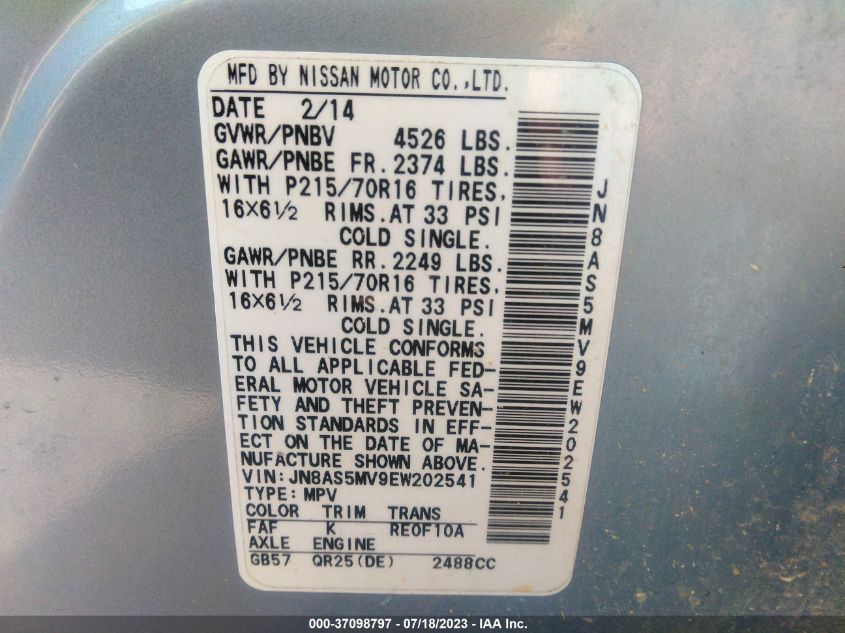 MFD BY NISSAN MOTOR CO.,LTD.
DATE 2/14
GVWR/PNBV 4526 LBS.
GAWR/PNBE FR.2374 LBS.
WITH P215/70R16 TIRES,
16X6½ RIMS.AT 33 PSI
COLD SINGLE.
GAWR/PNBE RR.2249 LBS.
WITH P215/70R16 TIRES,
16X6½ RIMS.AT 33 PSI
COLD SINGLE.
THIS VEHICLE CONFORMS
TO ALL APPLICABLE FED-
ERAL MOTOR VEHICLE SA-
FETY AND THEFT PREVEN-
TION STANDARDS IN EFF-
ECT ON THE DATE OF MA-
NUFACTURE SHOWN ABOVE.
VIN:JN8AS5MV9EW202541
TYPE:MPV
COLOR TRIM TRANS
FAF K RE0F10A
AXLE ENGINE
GB57 QR25(DE) 2488CC
JN8AS5MV9EW202541
000-37098797 - 07/18/2023 - IAA Inc.